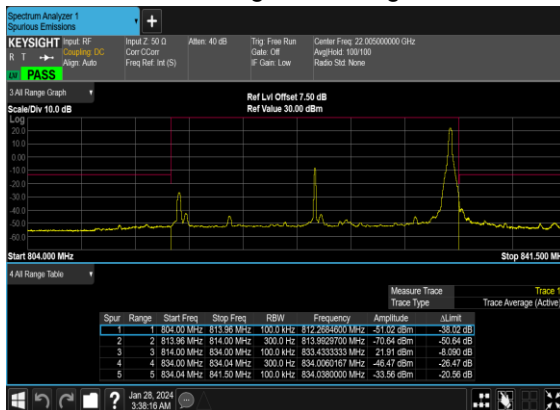 Spectrum Analyzer 1
Spurious Emissions
KEYSIGHT Input: RF Input Z: 50 Ω Atten: 40 dB Trig: Free Run Center Freq: 22.005000000 GHz
R T Coupling: DC Corr CCorr Gate: Off Avg|Hold: 100/100
Align: Auto Freq Ref: Int (S) IF Gain: Low Radio Std: None
PASS
3 All Range Graph
Ref Lvl Offset 7.50 dB
Scale/Div 10.0 dB Ref Value 30.00 dBm
Log
20.0
10.0
0.00
-10.0
-20.0
-30.0
-40.0
-50.0
-60.0
Start 804.000 MHz Stop 841.500 MH
4 All Range Table
Measure Trace Trace 1
Trace Type Trace Average (Active)
Spur Range Start Freq Stop Freq RBW Frequency Amplitude ΔLimit
1 1 804.00 MHz 813.96 MHz 100.0 kHz 812.2684600 MHz -51.02 dBm -38.02 dB
2 2 813.96 MHz 814.00 MHz 300.0 Hz 813.9929700 MHz -70.64 dBm -50.64 dB
3 3 814.00 MHz 834.00 MHz 100.0 kHz 833.4333333 MHz 21.91 dBm -8.090 dB
4 4 834.00 MHz 834.04 MHz 300.0 Hz 834.0060167 MHz -46.47 dBm -26.47 dB
5 5 834.04 MHz 841.50 MHz 100.0 kHz 834.0380000 MHz -33.56 dBm -20.56 dB
Jan 28, 2024
3:38:16 AM